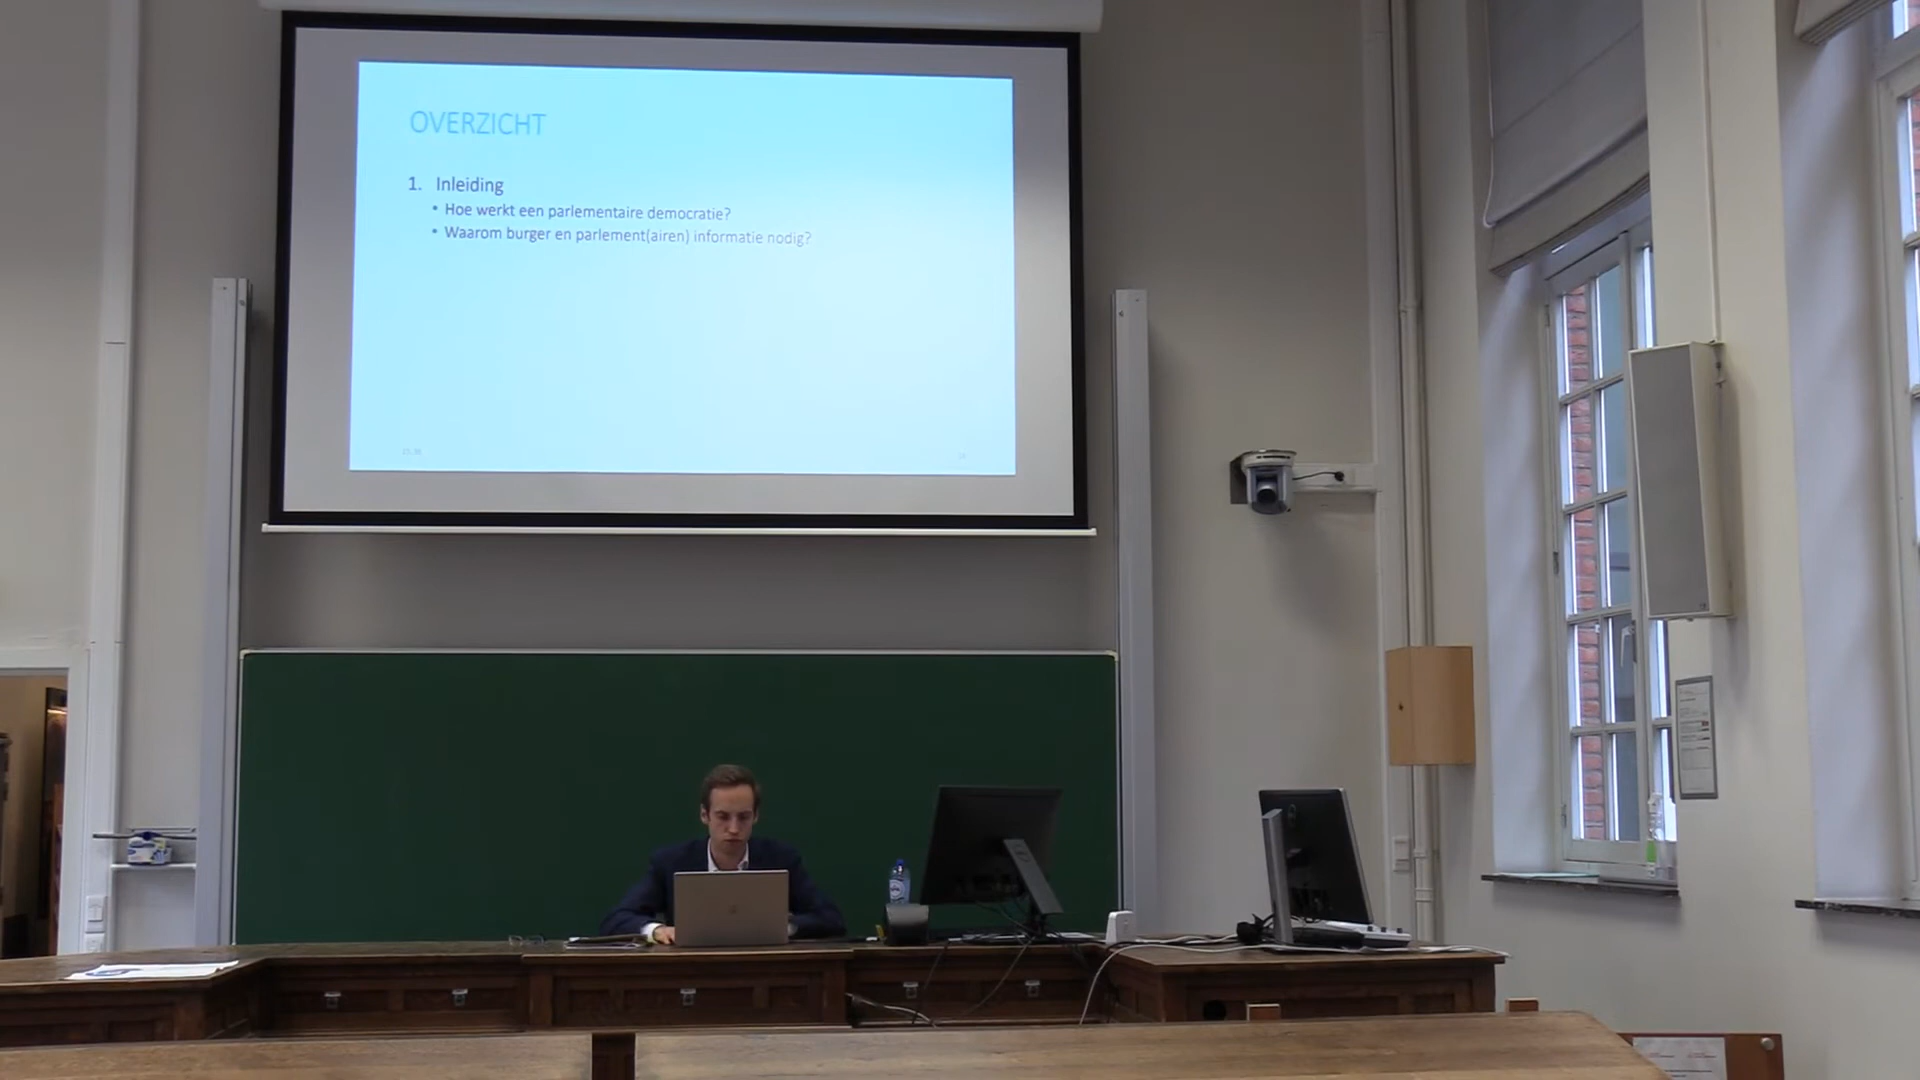 OVERZICHT
1. Inleiding
• Hoe werkt een parlementaire democratie?
• Waarom burger en parlement(airen) informatie nodig?